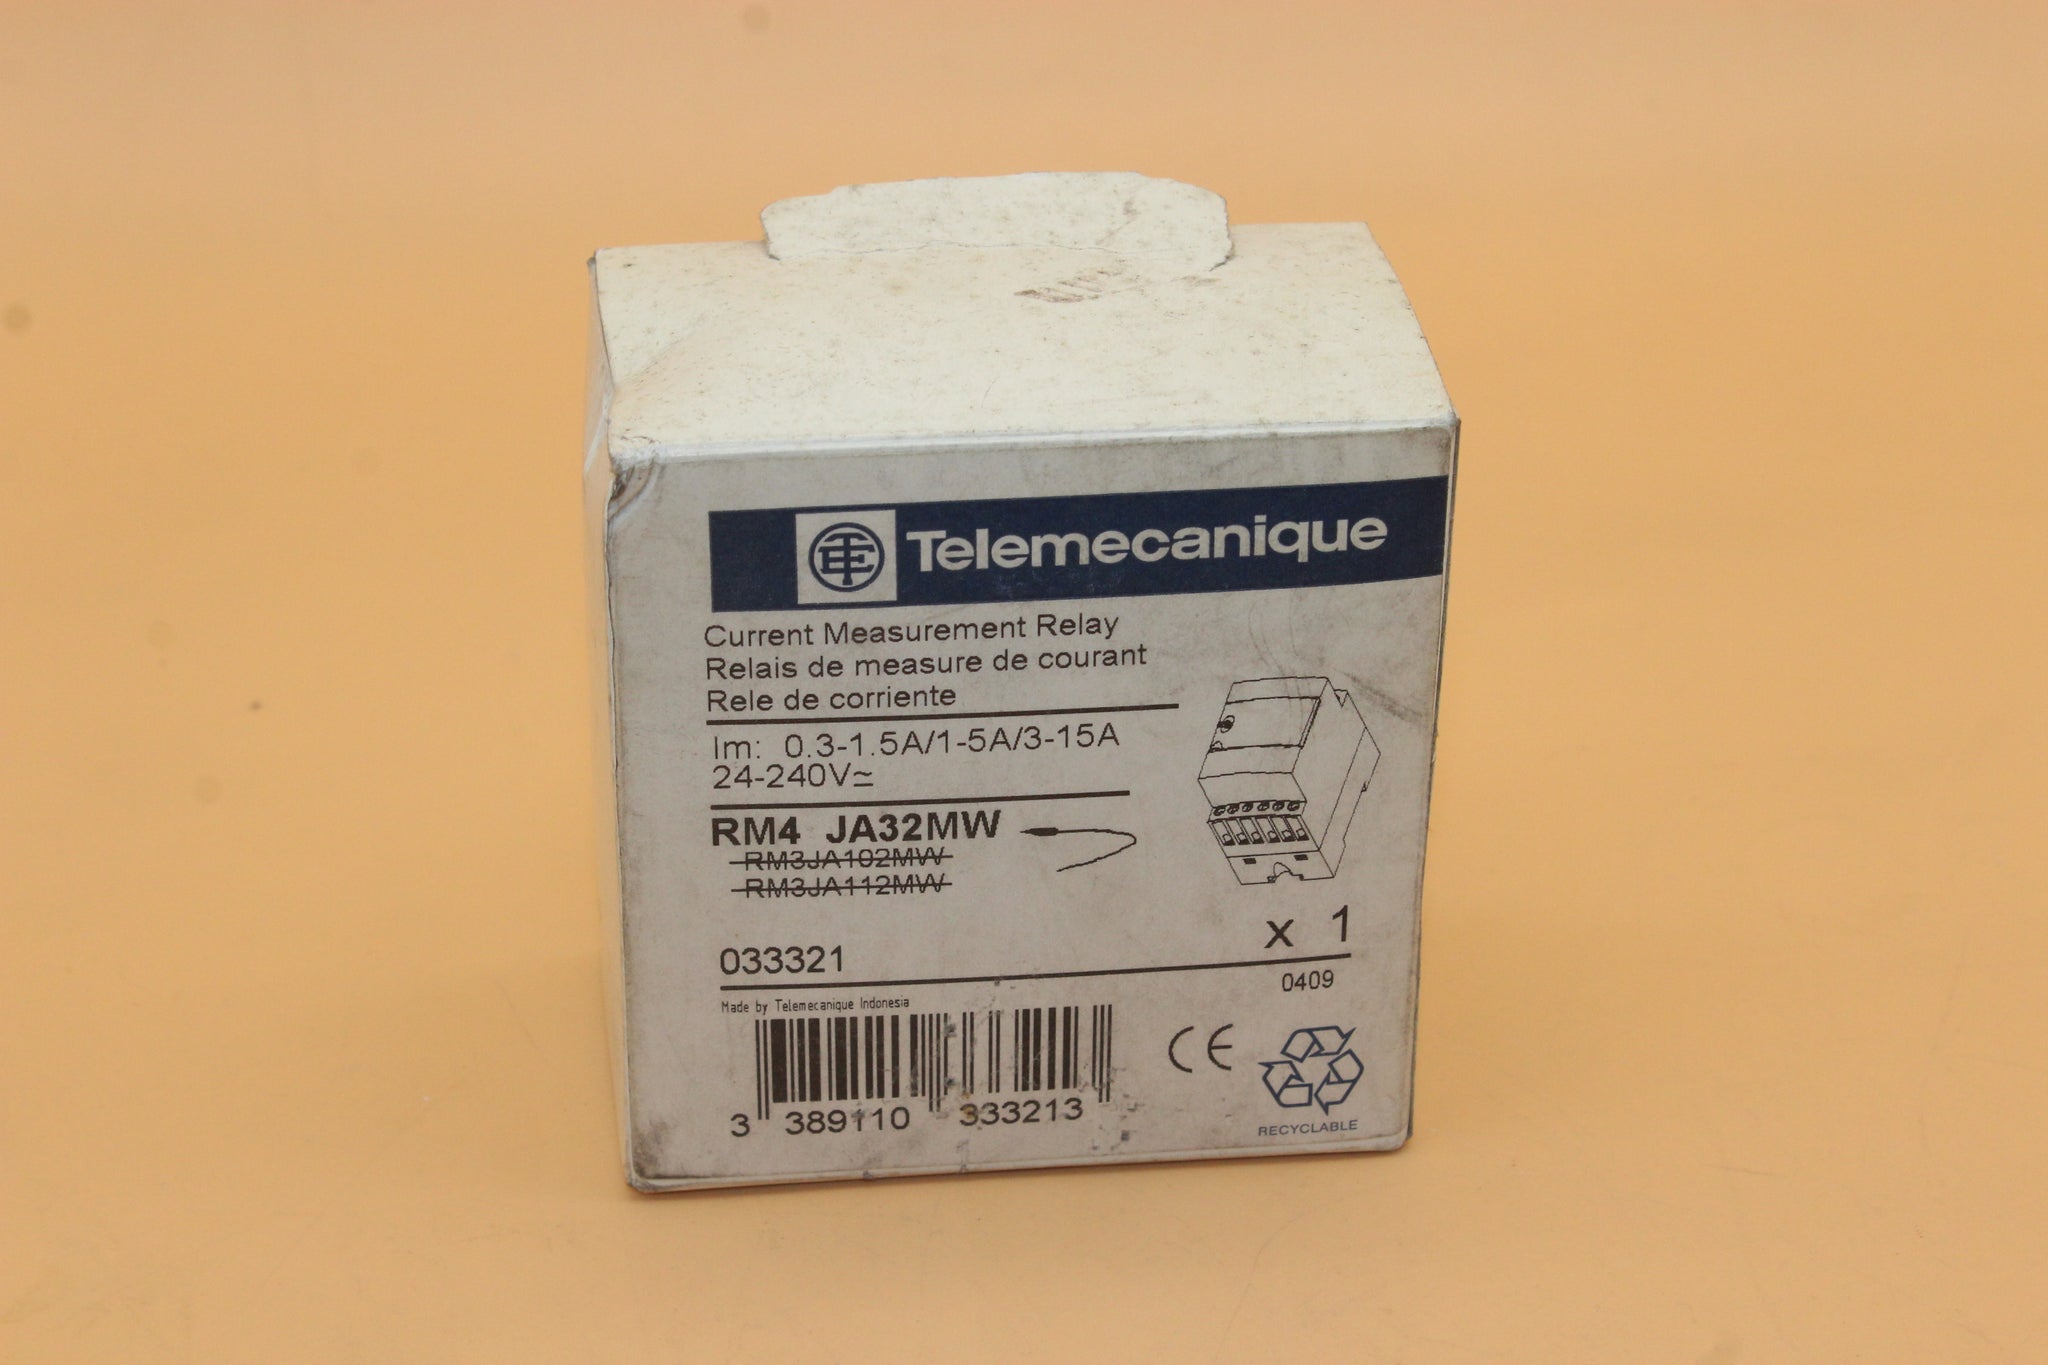 Telemecanique
Current Measurement Relay
Relais de measure de courant
Rele de corriente
Im: 0.3-1.5A/1-5A/3-15A
24-240V≃
RM4 JA32MW
RM3JA102MW
RM3JA112MW
033321
x 1
0409
Made by Telemecanique Indonesia
3 389110 333213
CE
RECYCLABLE